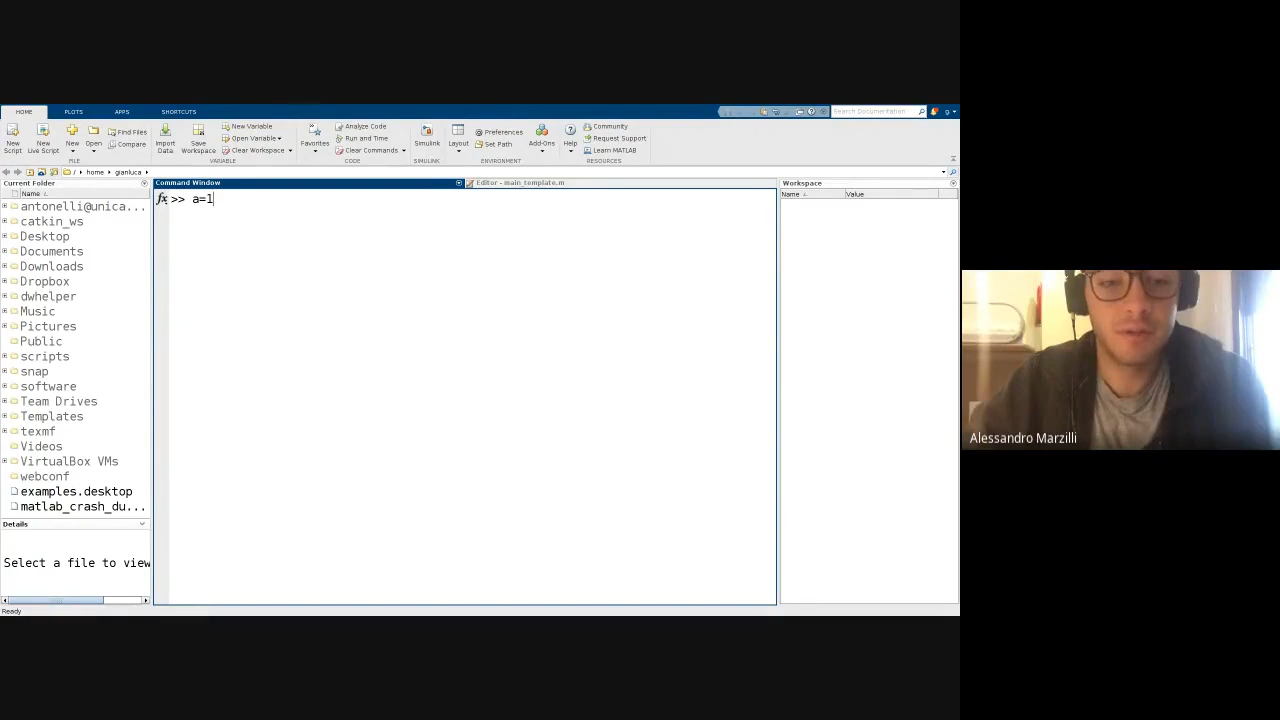 HOME PLOTS APPS SHORTCUTS Search Documentation g
New Script
New Live Script
New
Open
Find Files
Compare
FILE
Import Data
Save Workspace
New Variable
Open Variable
Clear Workspace
VARIABLE
Favorites
Analyze Code
Run and Time
Clear Commands
CODE
Simulink
SIMULINK
Layout
Preferences
Set Path
Add-Ons
ENVIRONMENT
Help
Community
Request Support
Learn MATLAB
RESOURCES
/ home gianluca
Current Folder
Name
antonelli@unica...
catkin_ws
Desktop
Documents
Downloads
Dropbox
dwhelper
Music
Pictures
Public
scripts
snap
software
Team Drives
Templates
texmf
Videos
VirtualBox VMs
webconf
examples.desktop
matlab_crash_du...
Details
Select a file to view
Ready
Command Window
Editor - main_template.m
fx >> a=1
Workspace
Name Value
Alessandro Marzilli